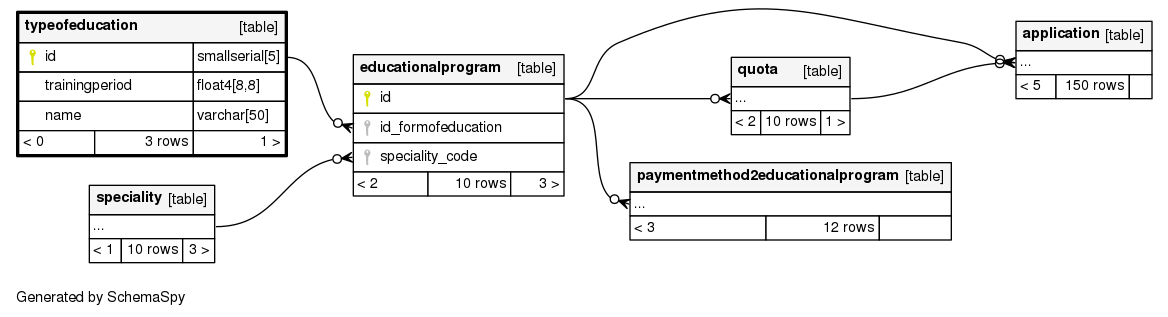 typeofeducation [table]
id smallserial[5]
trainingperiod float4[8,8]
name varchar[50]
< 0 3 rows 1 >
speciality [table]
...
< 1 10 rows 3 >
educationalprogram [table]
id
id_formofeducation
speciality_code
< 2 10 rows 3 >
quota [table]
...
< 2 10 rows 1 >
paymentmethod2educationalprogram [table]
...
< 3 12 rows
application [table]
...
< 5 150 rows
Generated by SchemaSpy